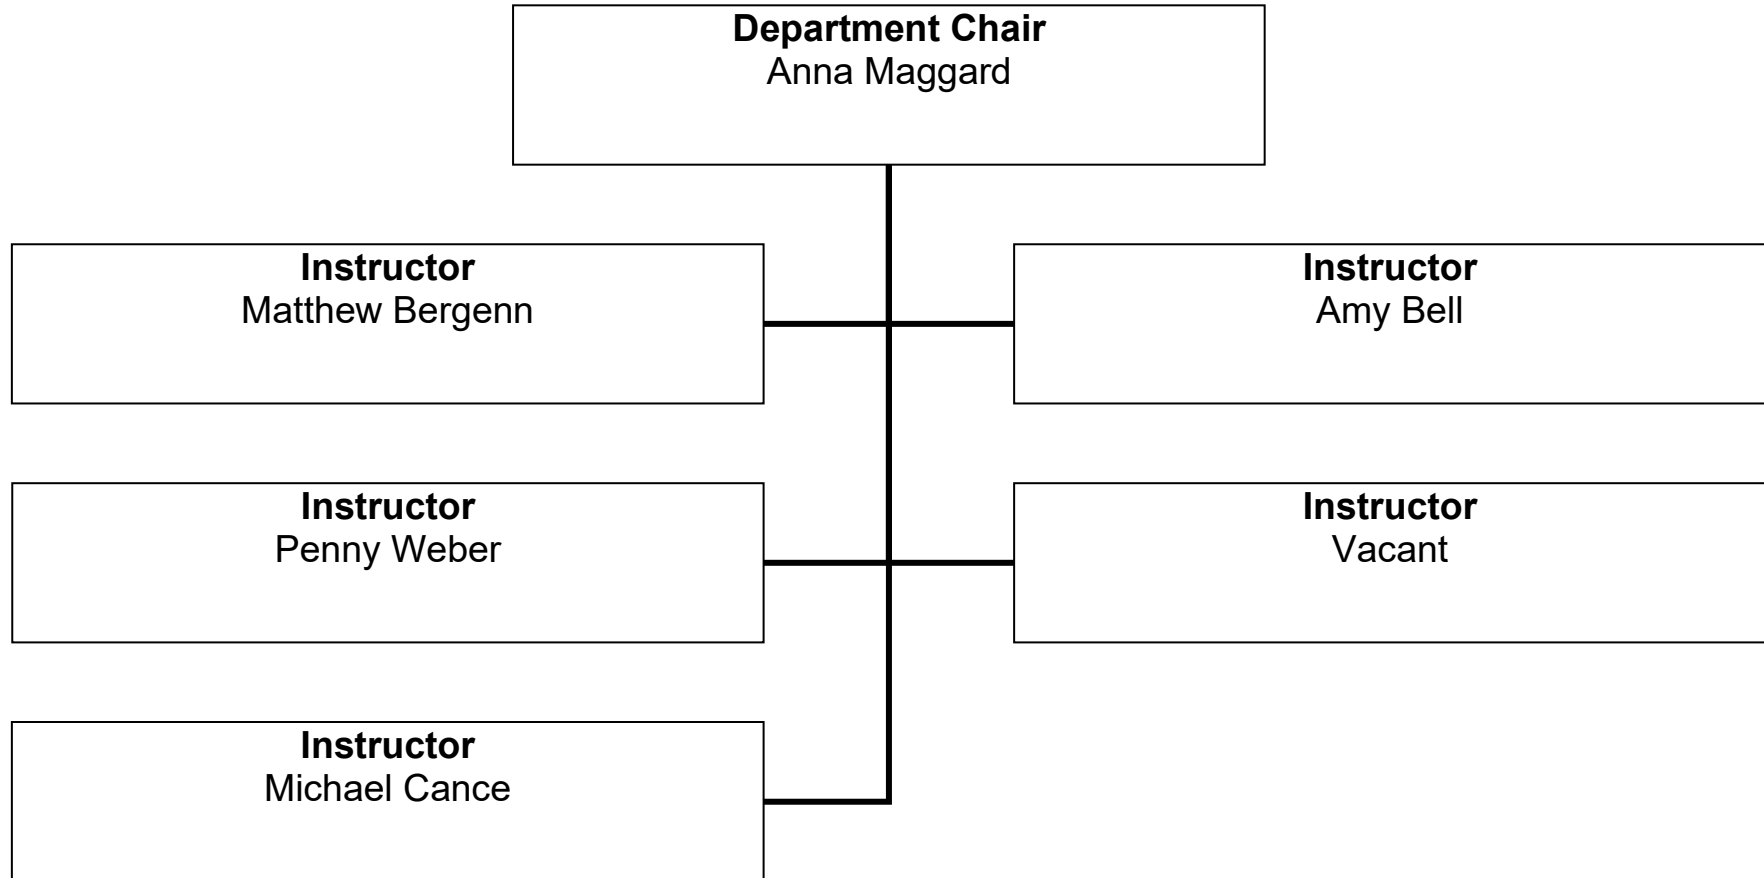 Department Chair
Anna Maggard
Instructor
Matthew Bergenn
Instructor
Amy Bell
Instructor
Penny Weber
Instructor
Vacant
Instructor
Michael Cance